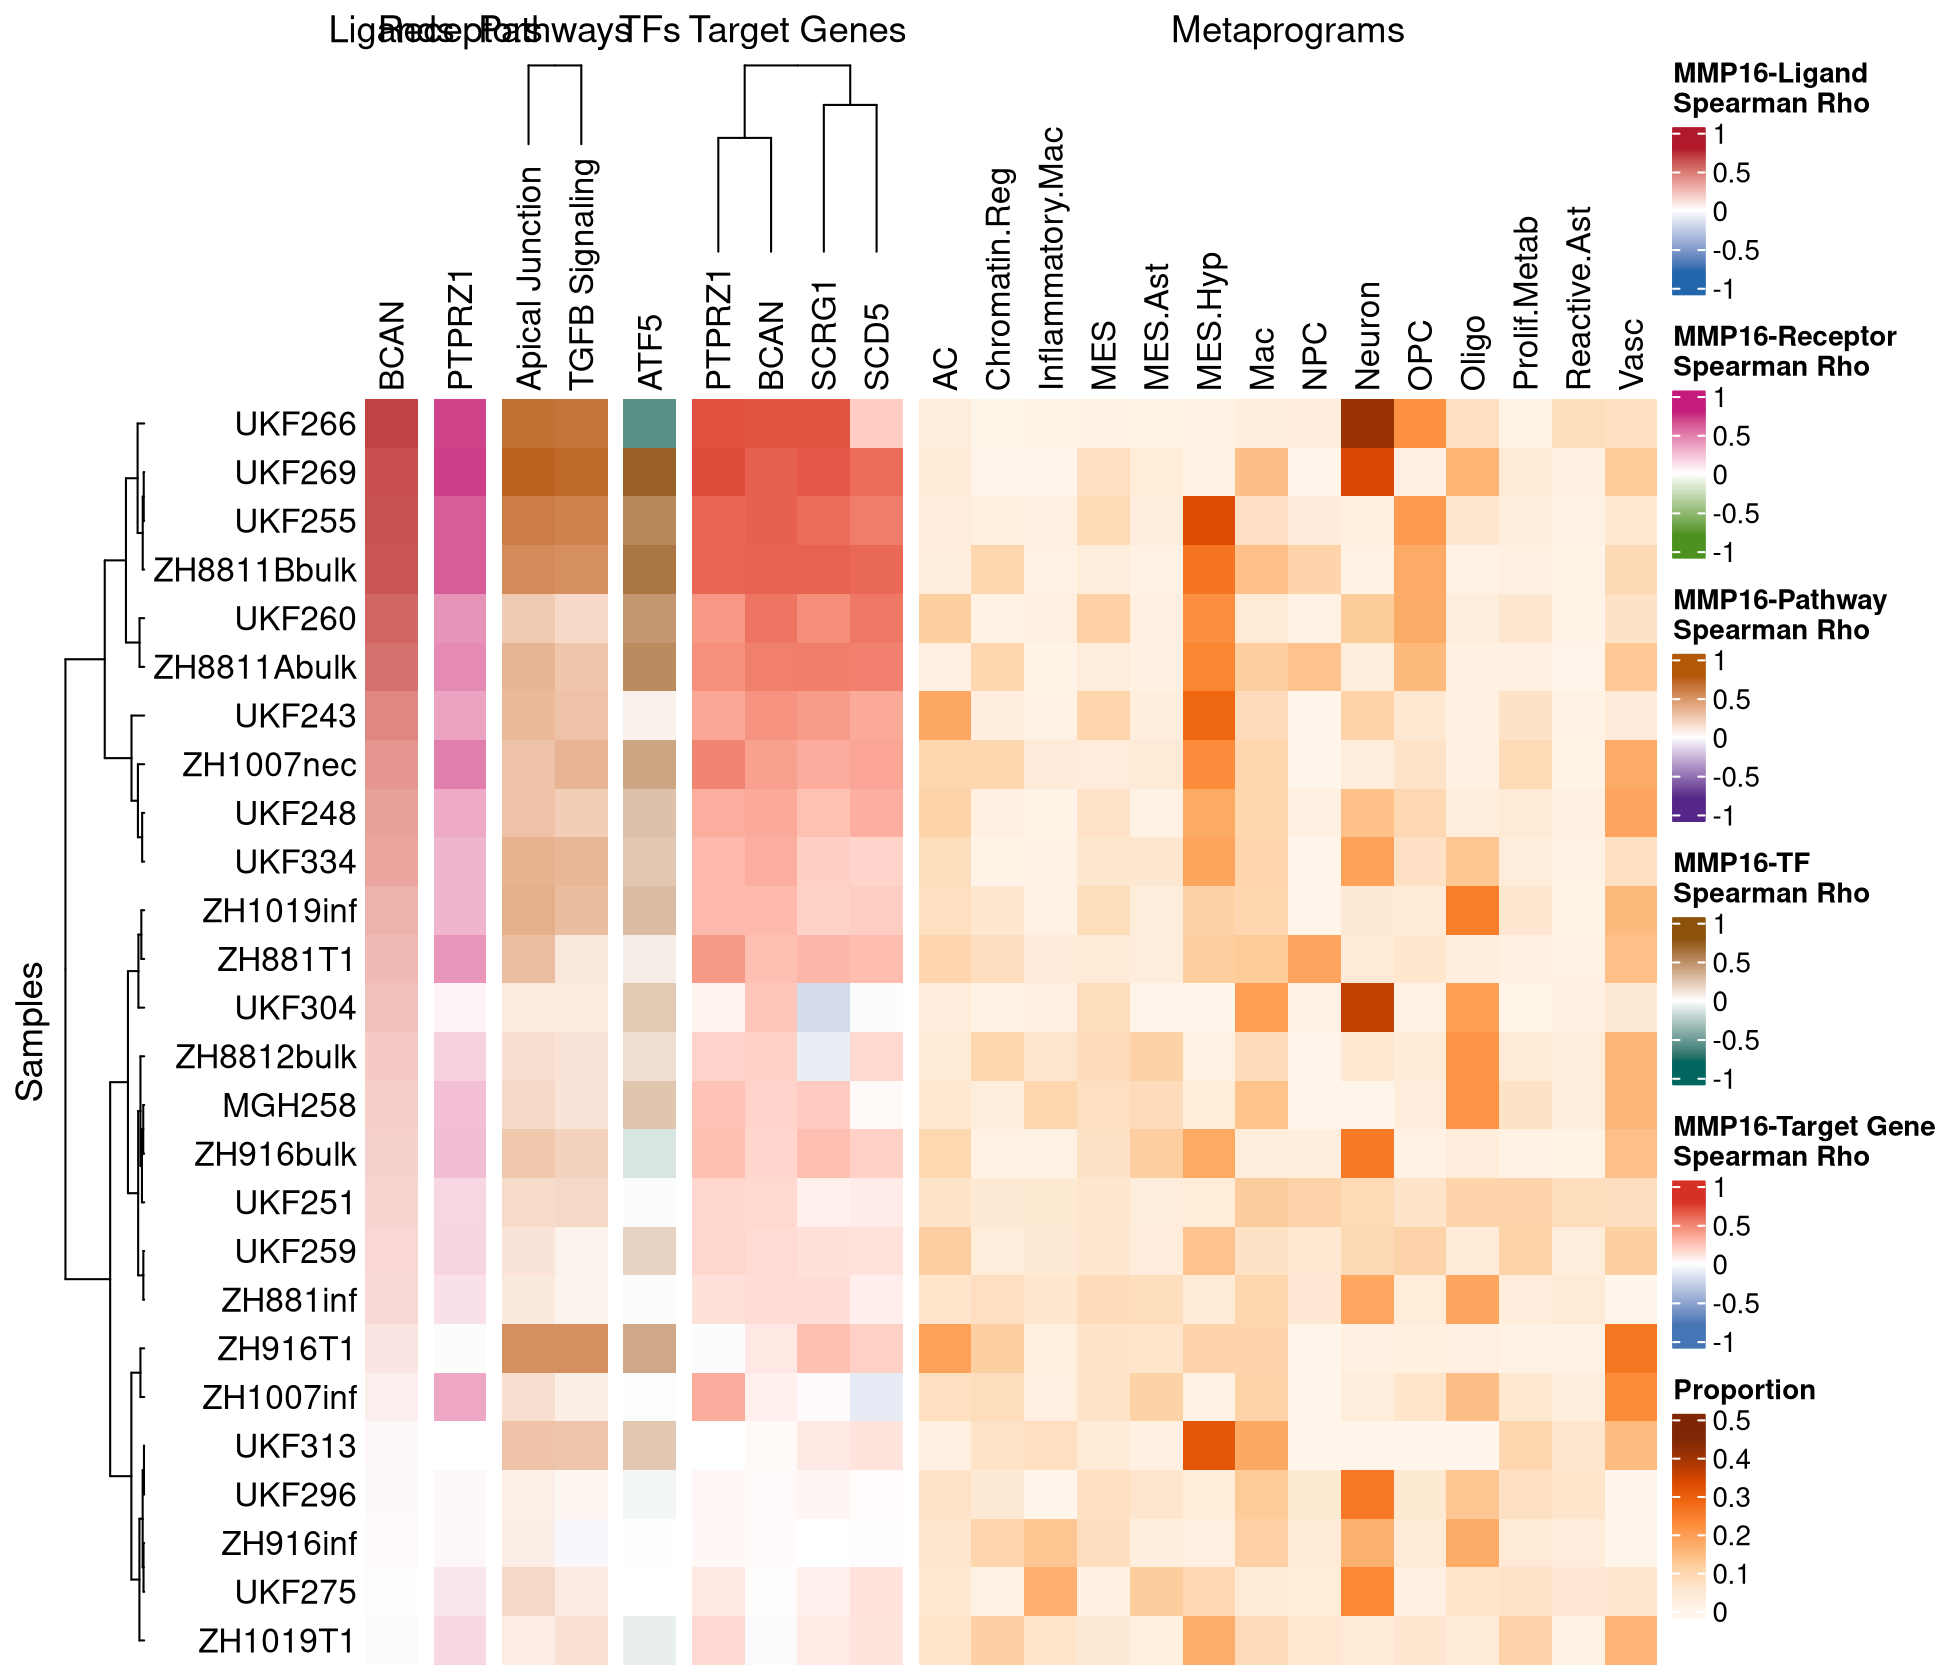 Ligands Receptors Pathways TFs Target Genes Metaprograms
BCAN
PTPRZ1
Apical Junction
TGFB Signaling
ATF5
PTPRZ1
BCAN
SCRG1
SCD5
AC
Chromatin.Reg
Inflammatory.Mac
MES
MES.Ast
MES.Hyp
Mac
NPC
Neuron
OPC
Oligo
Prolif.Metab
Reactive.Ast
Vasc
Samples
UKF266
UKF269
UKF255
ZH8811Bbulk
UKF260
ZH8811Abulk
UKF243
ZH1007nec
UKF248
UKF334
ZH1019inf
ZH881T1
UKF304
ZH8812bulk
MGH258
ZH916bulk
UKF251
UKF259
ZH881inf
ZH916T1
ZH1007inf
UKF313
UKF296
ZH916inf
UKF275
ZH1019T1
MMP16-Ligand
Spearman Rho
1
0.5
0
-0.5
-1
MMP16-Receptor
Spearman Rho
1
0.5
0
-0.5
-1
MMP16-Pathway
Spearman Rho
1
0.5
0
-0.5
-1
MMP16-TF
Spearman Rho
1
0.5
0
-0.5
-1
MMP16-Target Gene
Spearman Rho
1
0.5
0
-0.5
-1
Proportion
0.5
0.4
0.3
0.2
0.1
0